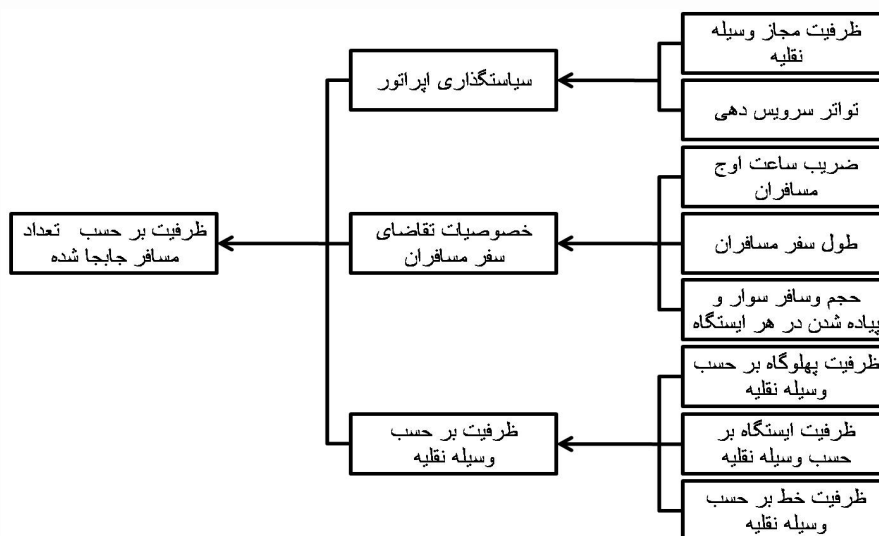 ظرفیت مجاز وسیله
نقلیه
تواتر سرویس دهی
سیاستگذاری اپراتور
ضریب ساعت اوج
مسافران
طول سفر مسافران
حجم وسافر سوار و
پیاده شدن در هر ایستگاه
خصوصیات تقاضای
سفر مسافران
ظرفیت بر حسب تعداد
مسافر جابجا شده
ظرفیت پهلوگاه بر حسب
وسیله نقلیه
ظرفیت ایستگاه بر
حسب وسیله نقلیه
ظرفیت خط بر حسب
وسیله نقلیه
ظرفیت بر حسب
وسیله نقلیه